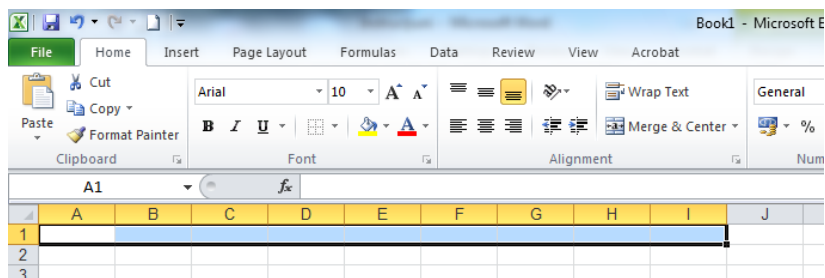 Book1 - Microsoft E
File Home Insert Page Layout Formulas Data Review View Acrobat
Cut
Copy
Paste
Format Painter
Arial 10 A A
B I U A
Wrap Text
Merge & Center
General
%
Clipboard Font Alignment Num
A1 fx
A B C D E F G H I J
1
2
3